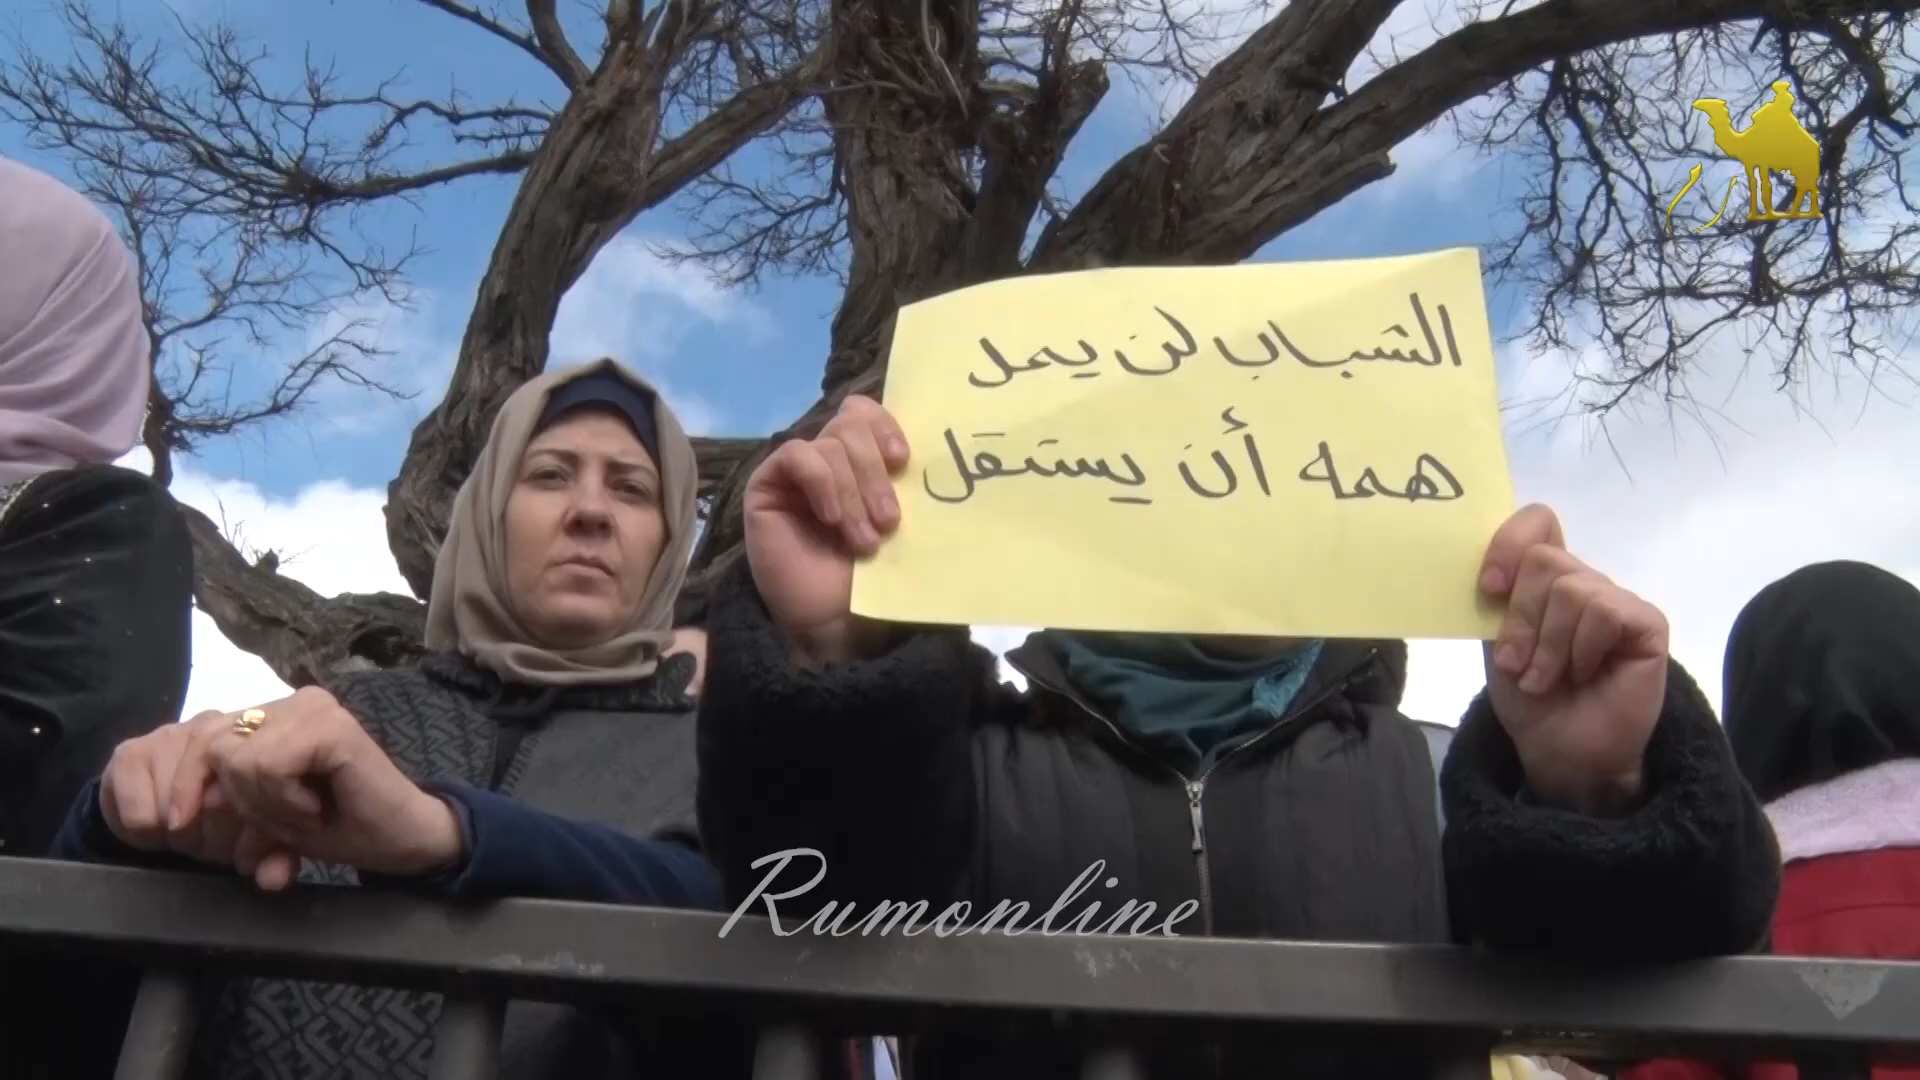 الشباب لن يمل
همه أن يستقل
Rumonline